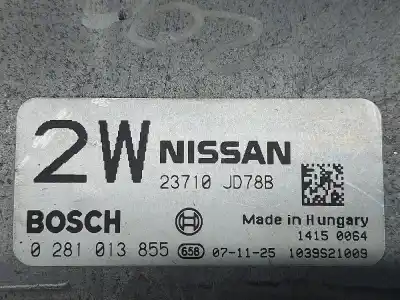 2W NISSAN
23710 JD78B
BOSCH Made in Hungary
1415 0064
0 281 013 855 656 07-11-25 1039S21009